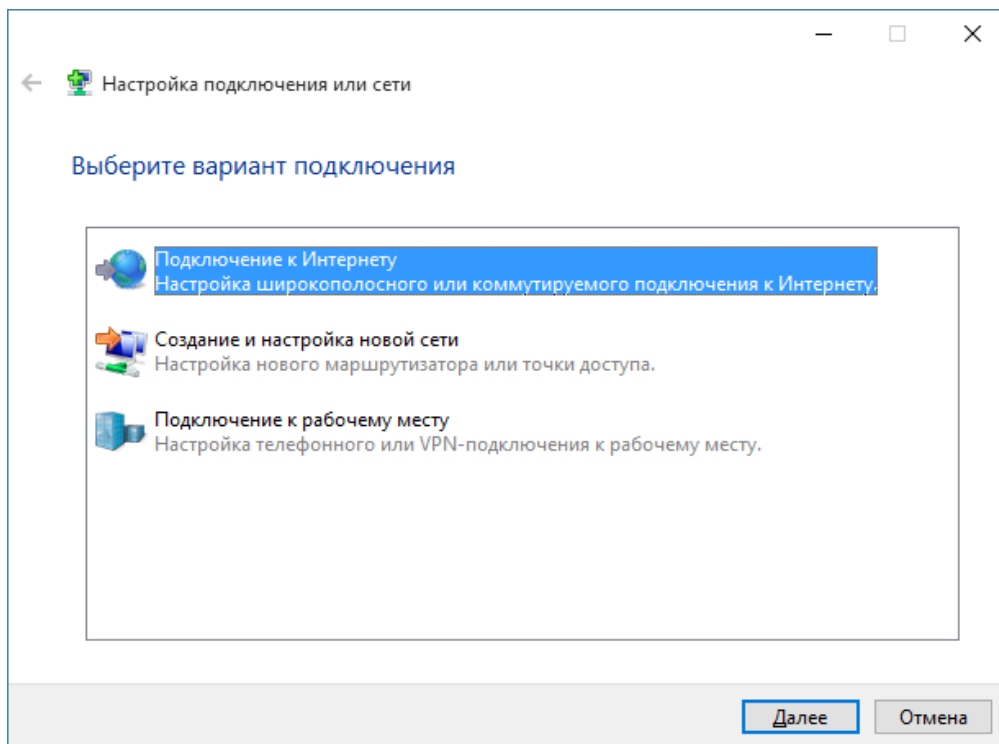 Настройка подключения или сети
Выберите вариант подключения
Подключение к Интернету
Настройка широкополосного или коммутируемого подключения к Интернету.
Создание и настройка новой сети
Настройка нового маршрутизатора или точки доступа.
Подключение к рабочему месту
Настройка телефонного или VPN-подключения к рабочему месту.
Далее Отмена